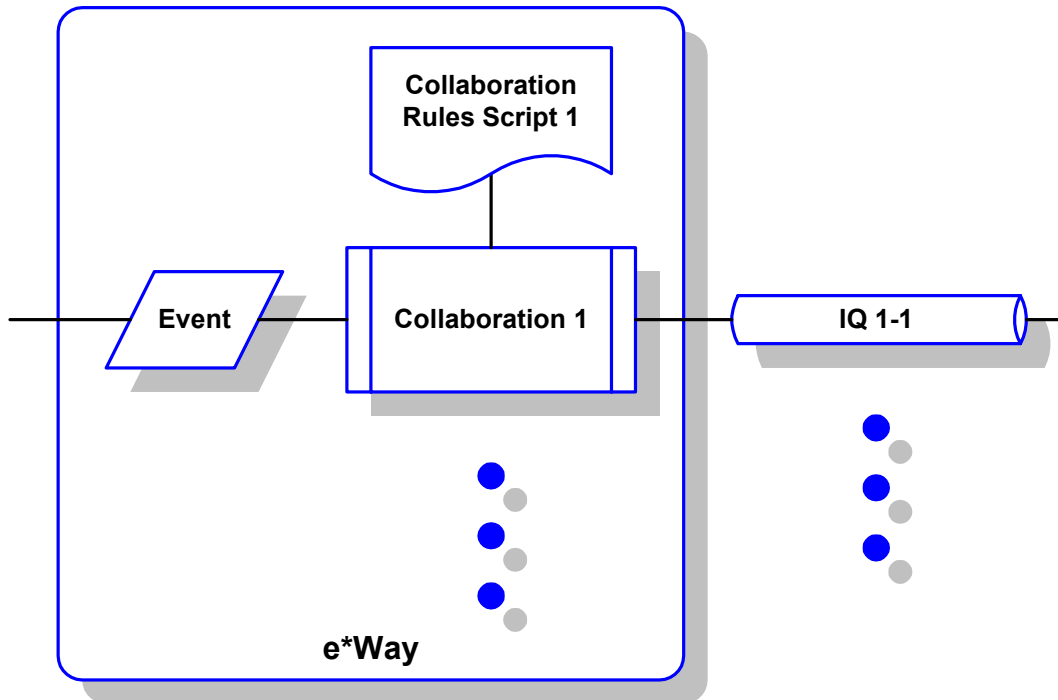 Collaboration
Rules Script 1
Event
Collaboration 1
IQ 1-1
e*Way